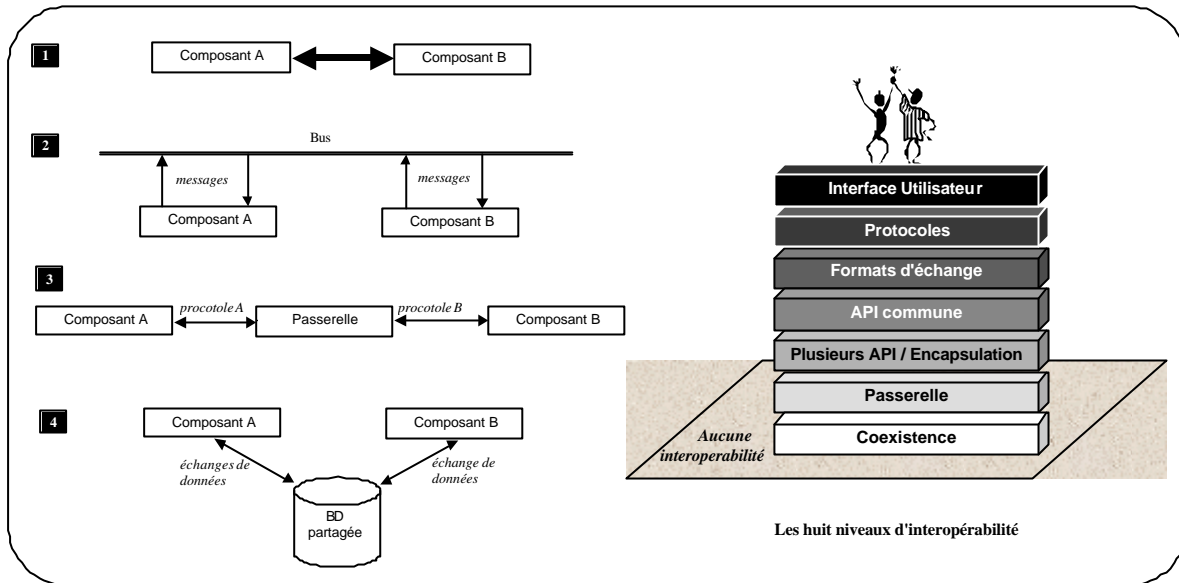 1
Composant A
Composant B
2
Bus
messages
messages
Composant A
Composant B
3
Composant A
procotole A
Passerelle
procotole B
Composant B
4
Composant A
Composant B
échanges de
données
échange de
données
BD
partagée
Interface Utilisateur
Protocoles
Formats d'échange
API commune
Plusieurs API / Encapsulation
Passerelle
Coexistence
Aucune
interoperabilité
Les huit niveaux d'interopérabilité